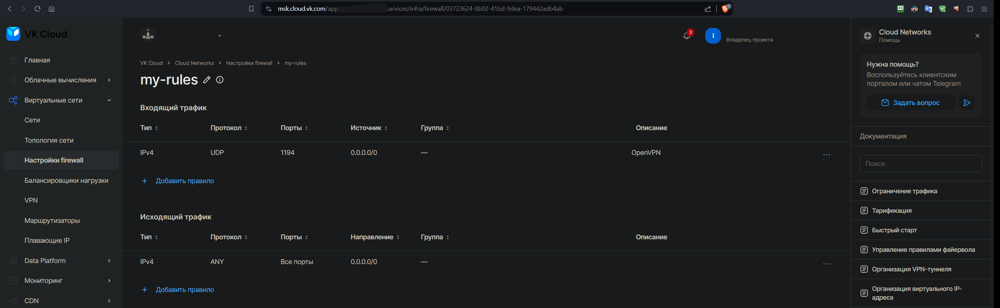 msk.cloud.vk.com/app services/infra/firewall/03723624-8b02-41bd-9dea-179442adb4ab
7
VK Cloud
Главная
Облачные вычисления
Виртуальные сети
Сети
Топология сети
Настройки firewall
Балансировщики нагрузки
VPN
Маршрутизаторы
Плавающие IP
Data Platform
Мониторинг
CDN
3
I
Владелец проекта
VK Cloud > Cloud Networks > Настройки firewall > my-rules
my-rules
Входящий трафик
Тип Протокол Порты Источник Группа Описание
IPv4 UDP 1194 0.0.0.0/0 — OpenVPN ...
+ Добавить правило
Исходящий трафик
Тип Протокол Порты Направление Группа Описание
IPv4 ANY Все порты 0.0.0.0/0 — ...
+ Добавить правило
Cloud Networks
Помощь
Нужна помощь?
Воспользуйтесь клиентским
порталом или чатом Telegram
Задать вопрос
Документация
Поиск
Ограничение трафика
Тарификация
Быстрый старт
Управление правилами файервола
Организация VPN-туннеля
Организация виртуального IP-
адреса